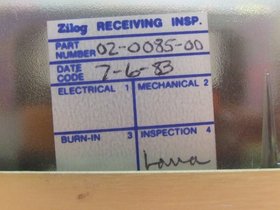 Zilog RECEIVING INSP.
PART NUMBER 02-0085-00
DATE CODE 7-6-83
ELECTRICAL 1 MECHANICAL 2
BURN-IN 3 INSPECTION 4